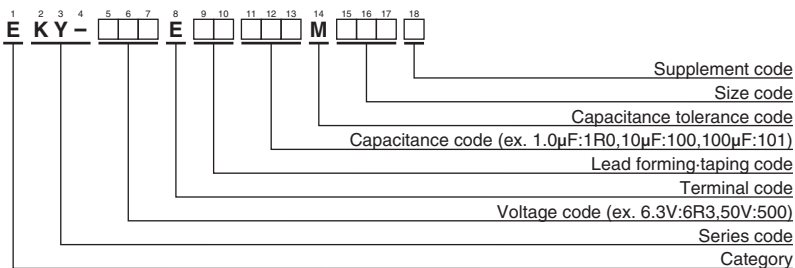 1 2 3 4 5 6 7 8 9 10 11 12 13 14 15 16 17 18
E K Y – □□□ E □□ □□□ M □□□ □
Supplement code
Size code
Capacitance tolerance code
Capacitance code (ex. 1.0μF:1R0,10μF:100,100μF:101)
Lead forming·taping code
Terminal code
Voltage code (ex. 6.3V:6R3,50V:500)
Series code
Category